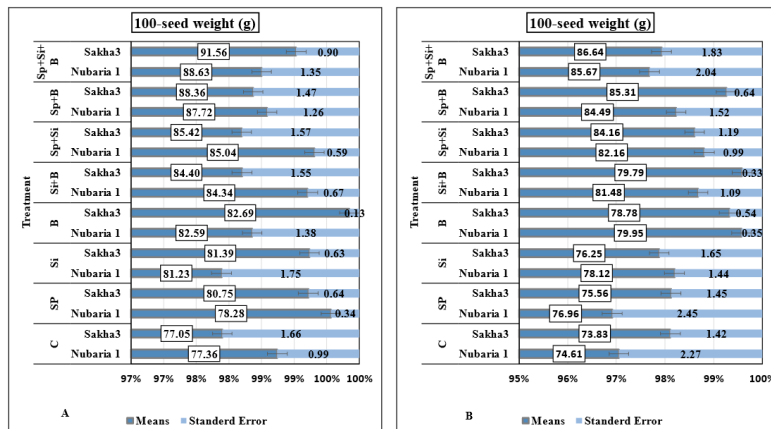 100-seed weight (g)
Treatment
Sp+Si+B
Sakha3 91.56 0.90
Nubaria 1 88.63 1.35
Sp+B
Sakha3 88.36 1.47
Nubaria 1 87.72 1.26
Sp+Si
Sakha3 85.42 1.57
Nubaria 1 85.04 0.59
Si+B
Sakha3 84.40 1.55
Nubaria 1 84.34 0.67
B
Sakha3 82.69 0.13
Nubaria 1 82.59 1.38
Si
Sakha3 81.39 0.63
Nubaria 1 81.23 1.75
SP
Sakha3 80.75 0.64
Nubaria 1 78.28 0.34
C
Sakha3 77.05 1.66
Nubaria 1 77.36 0.99
97% 97% 98% 98% 99% 99% 100% 100%
A
Means Standerd Error
100-seed weight (g)
Treatment
Sp+Si+B
Sakha3 86.64 1.83
Nubaria 1 85.67 2.04
Sp+B
Sakha3 85.31 0.64
Nubaria 1 84.49 1.52
Sp+Si
Sakha3 84.16 1.19
Nubaria 1 82.16 0.99
Si+B
Sakha3 79.79 0.33
Nubaria 1 81.48 1.09
B
Sakha3 78.78 0.54
Nubaria 1 79.95 0.35
Si
Sakha3 76.25 1.65
Nubaria 1 78.12 1.44
SP
Sakha3 75.56 1.45
Nubaria 1 76.96 2.45
C
Sakha3 73.83 1.42
Nubaria 1 74.61 2.27
95% 96% 97% 98% 99% 100%
B
Means Standerd Error